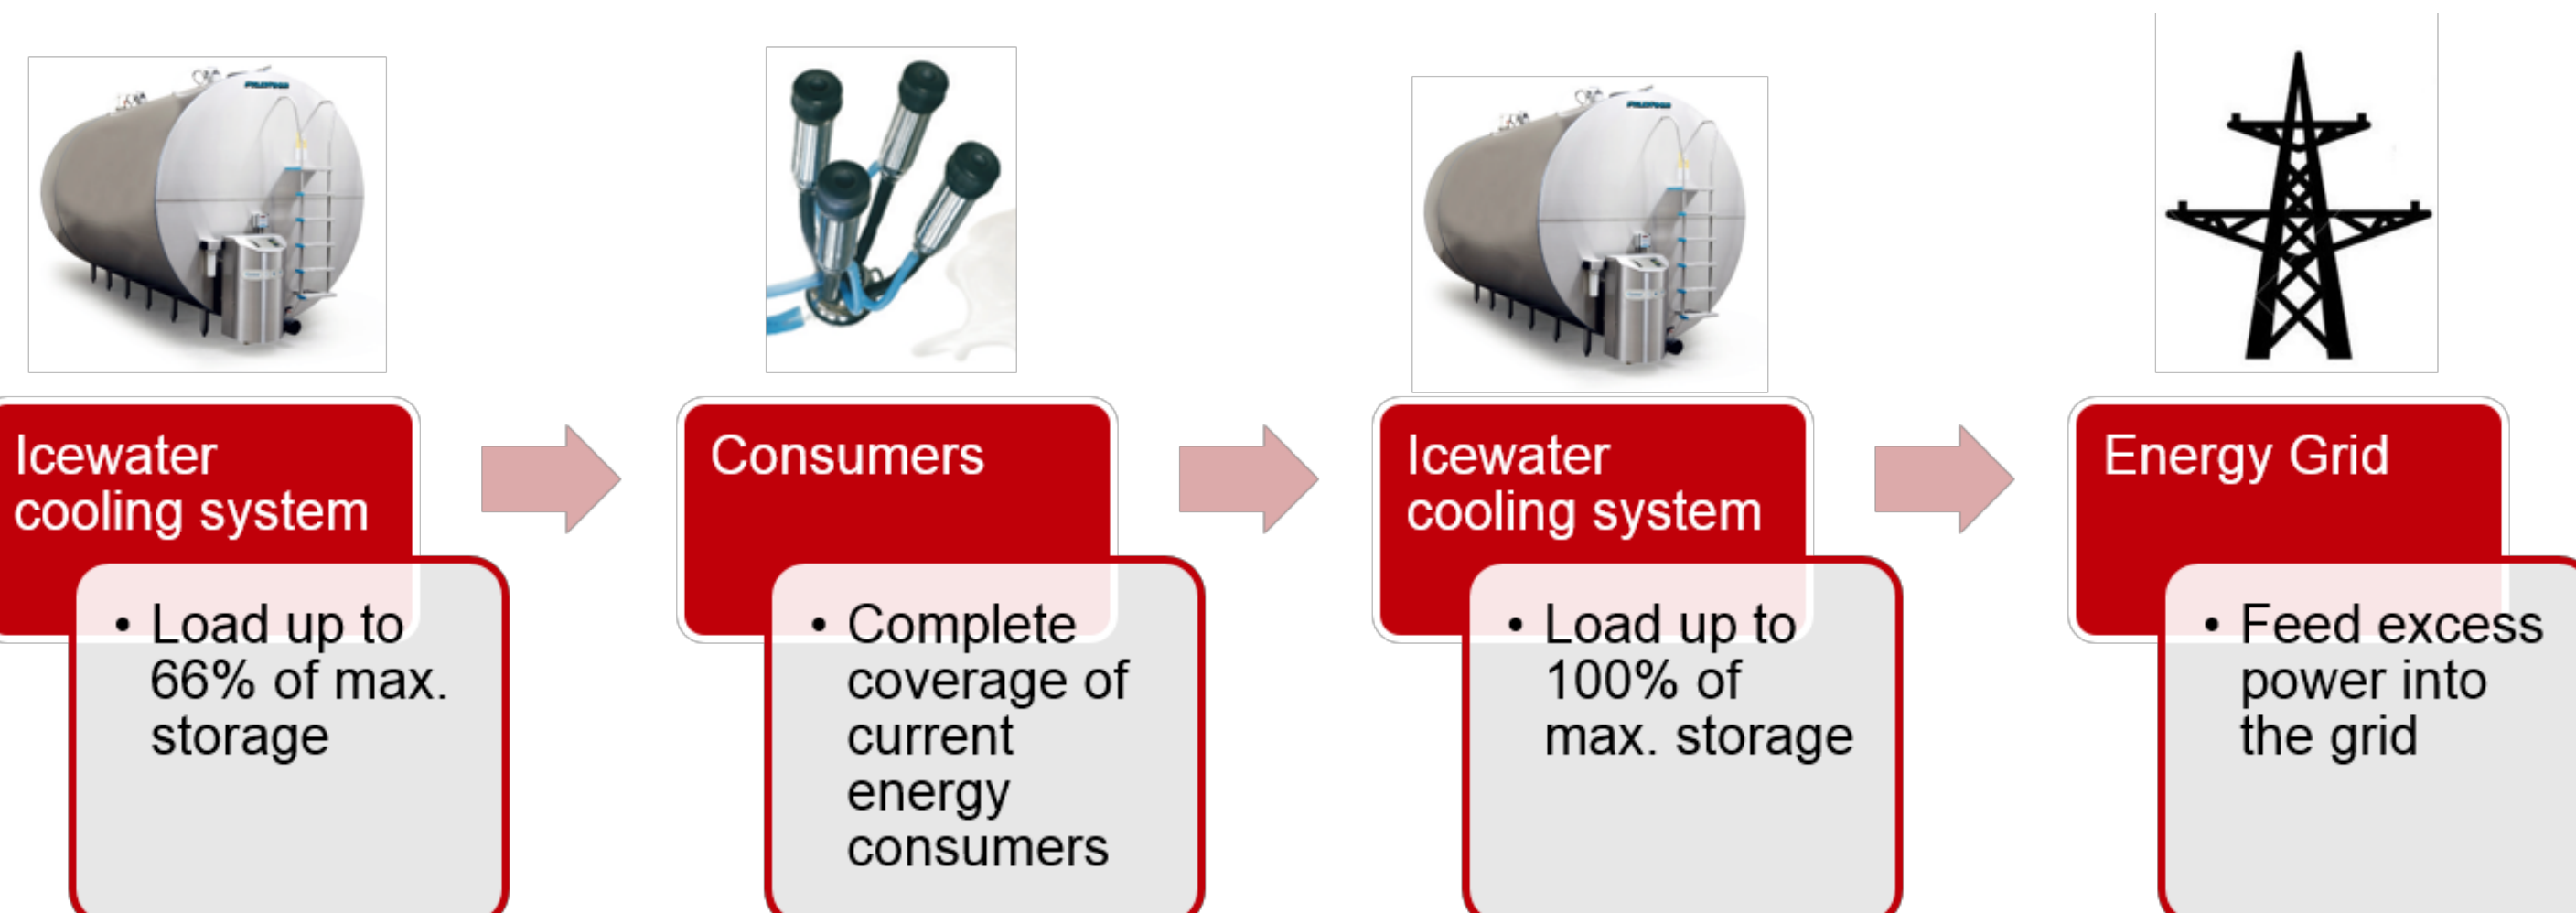 Icewater
cooling system
• Load up to
66% of max.
storage
Consumers
• Complete
coverage of
current
energy
consumers
Icewater
cooling system
• Load up to
100% of
max. storage
Energy Grid
• Feed excess
power into
the grid